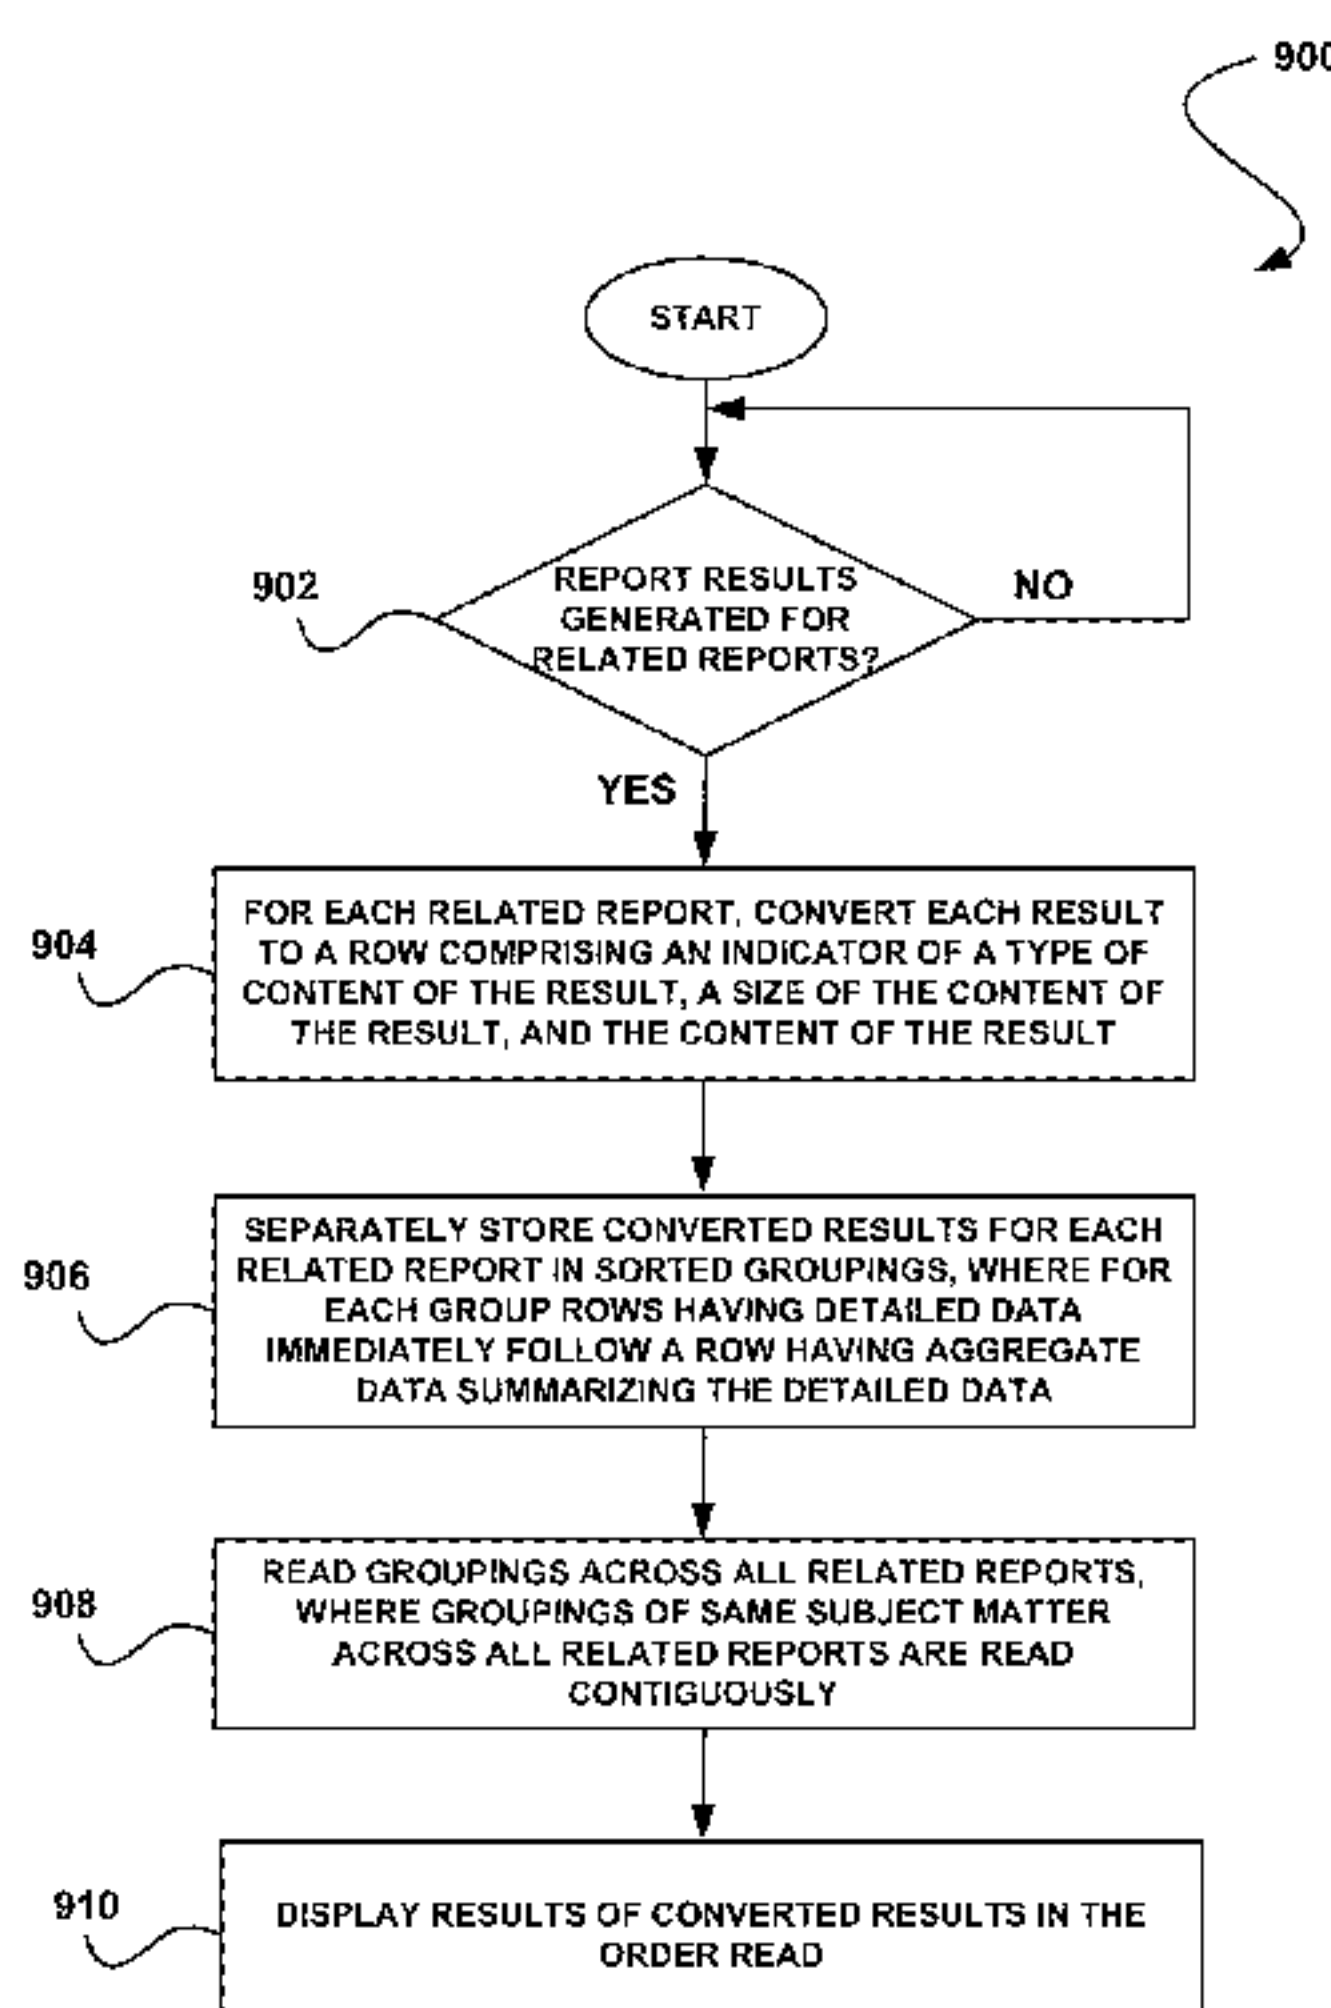 900
START
902
REPORT RESULTS
GENERATED FOR
RELATED REPORTS?
NO
YES
904
FOR EACH RELATED REPORT, CONVERT EACH RESULT
TO A ROW COMPRISING AN INDICATOR OF A TYPE OF
CONTENT OF THE RESULT, A SIZE OF THE CONTENT OF
THE RESULT, AND THE CONTENT OF THE RESULT
906
SEPARATELY STORE CONVERTED RESULTS FOR EACH
RELATED REPORT IN SORTED GROUPINGS, WHERE FOR
EACH GROUP ROWS HAVING DETAILED DATA
IMMEDIATELY FOLLOW A ROW HAVING AGGREGATE
DATA SUMMARIZING THE DETAILED DATA
908
READ GROUPINGS ACROSS ALL RELATED REPORTS,
WHERE GROUPINGS OF SAME SUBJECT MATTER
ACROSS ALL RELATED REPORTS ARE READ
CONTIGUOUSLY
910
DISPLAY RESULTS OF CONVERTED RESULTS IN THE
ORDER READ